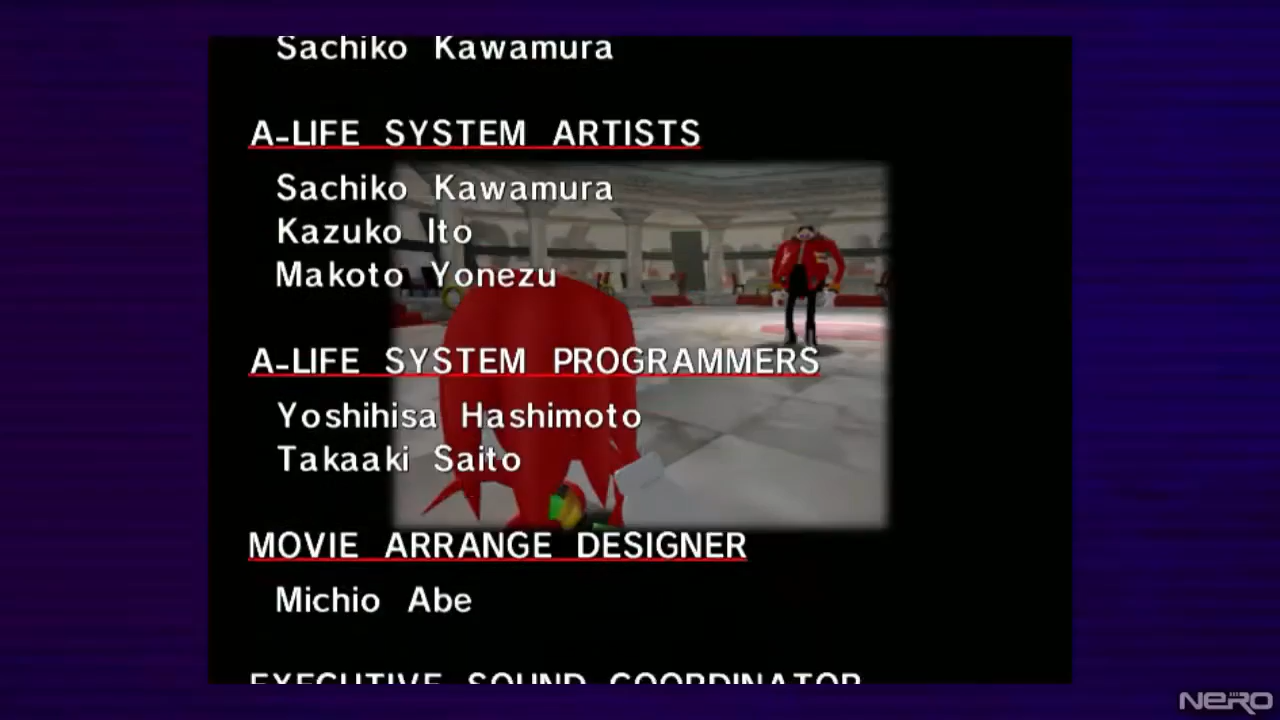 Sachiko Kawamura
A-LIFE SYSTEM ARTISTS
Sachiko Kawamura
Kazuko Ito
Makoto Yonezu
A-LIFE SYSTEM PROGRAMMERS
Yoshihisa Hashimoto
Takaaki Saito
MOVIE ARRANGE DESIGNER
Michio Abe
EXECUTIVE SOUND COORDINATOR
NERO